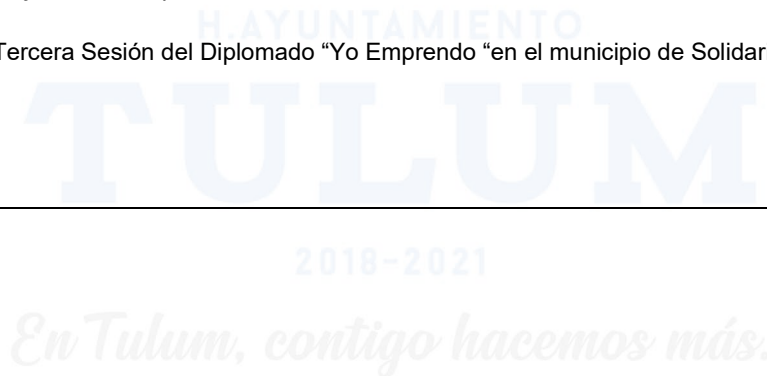 H.AYUNTAMIENTO
Tercera Sesión del Diplomado “Yo Emprendo “en el municipio de Solidar
TULUM
2018-2021
En Tulum, contigo hacemos más.